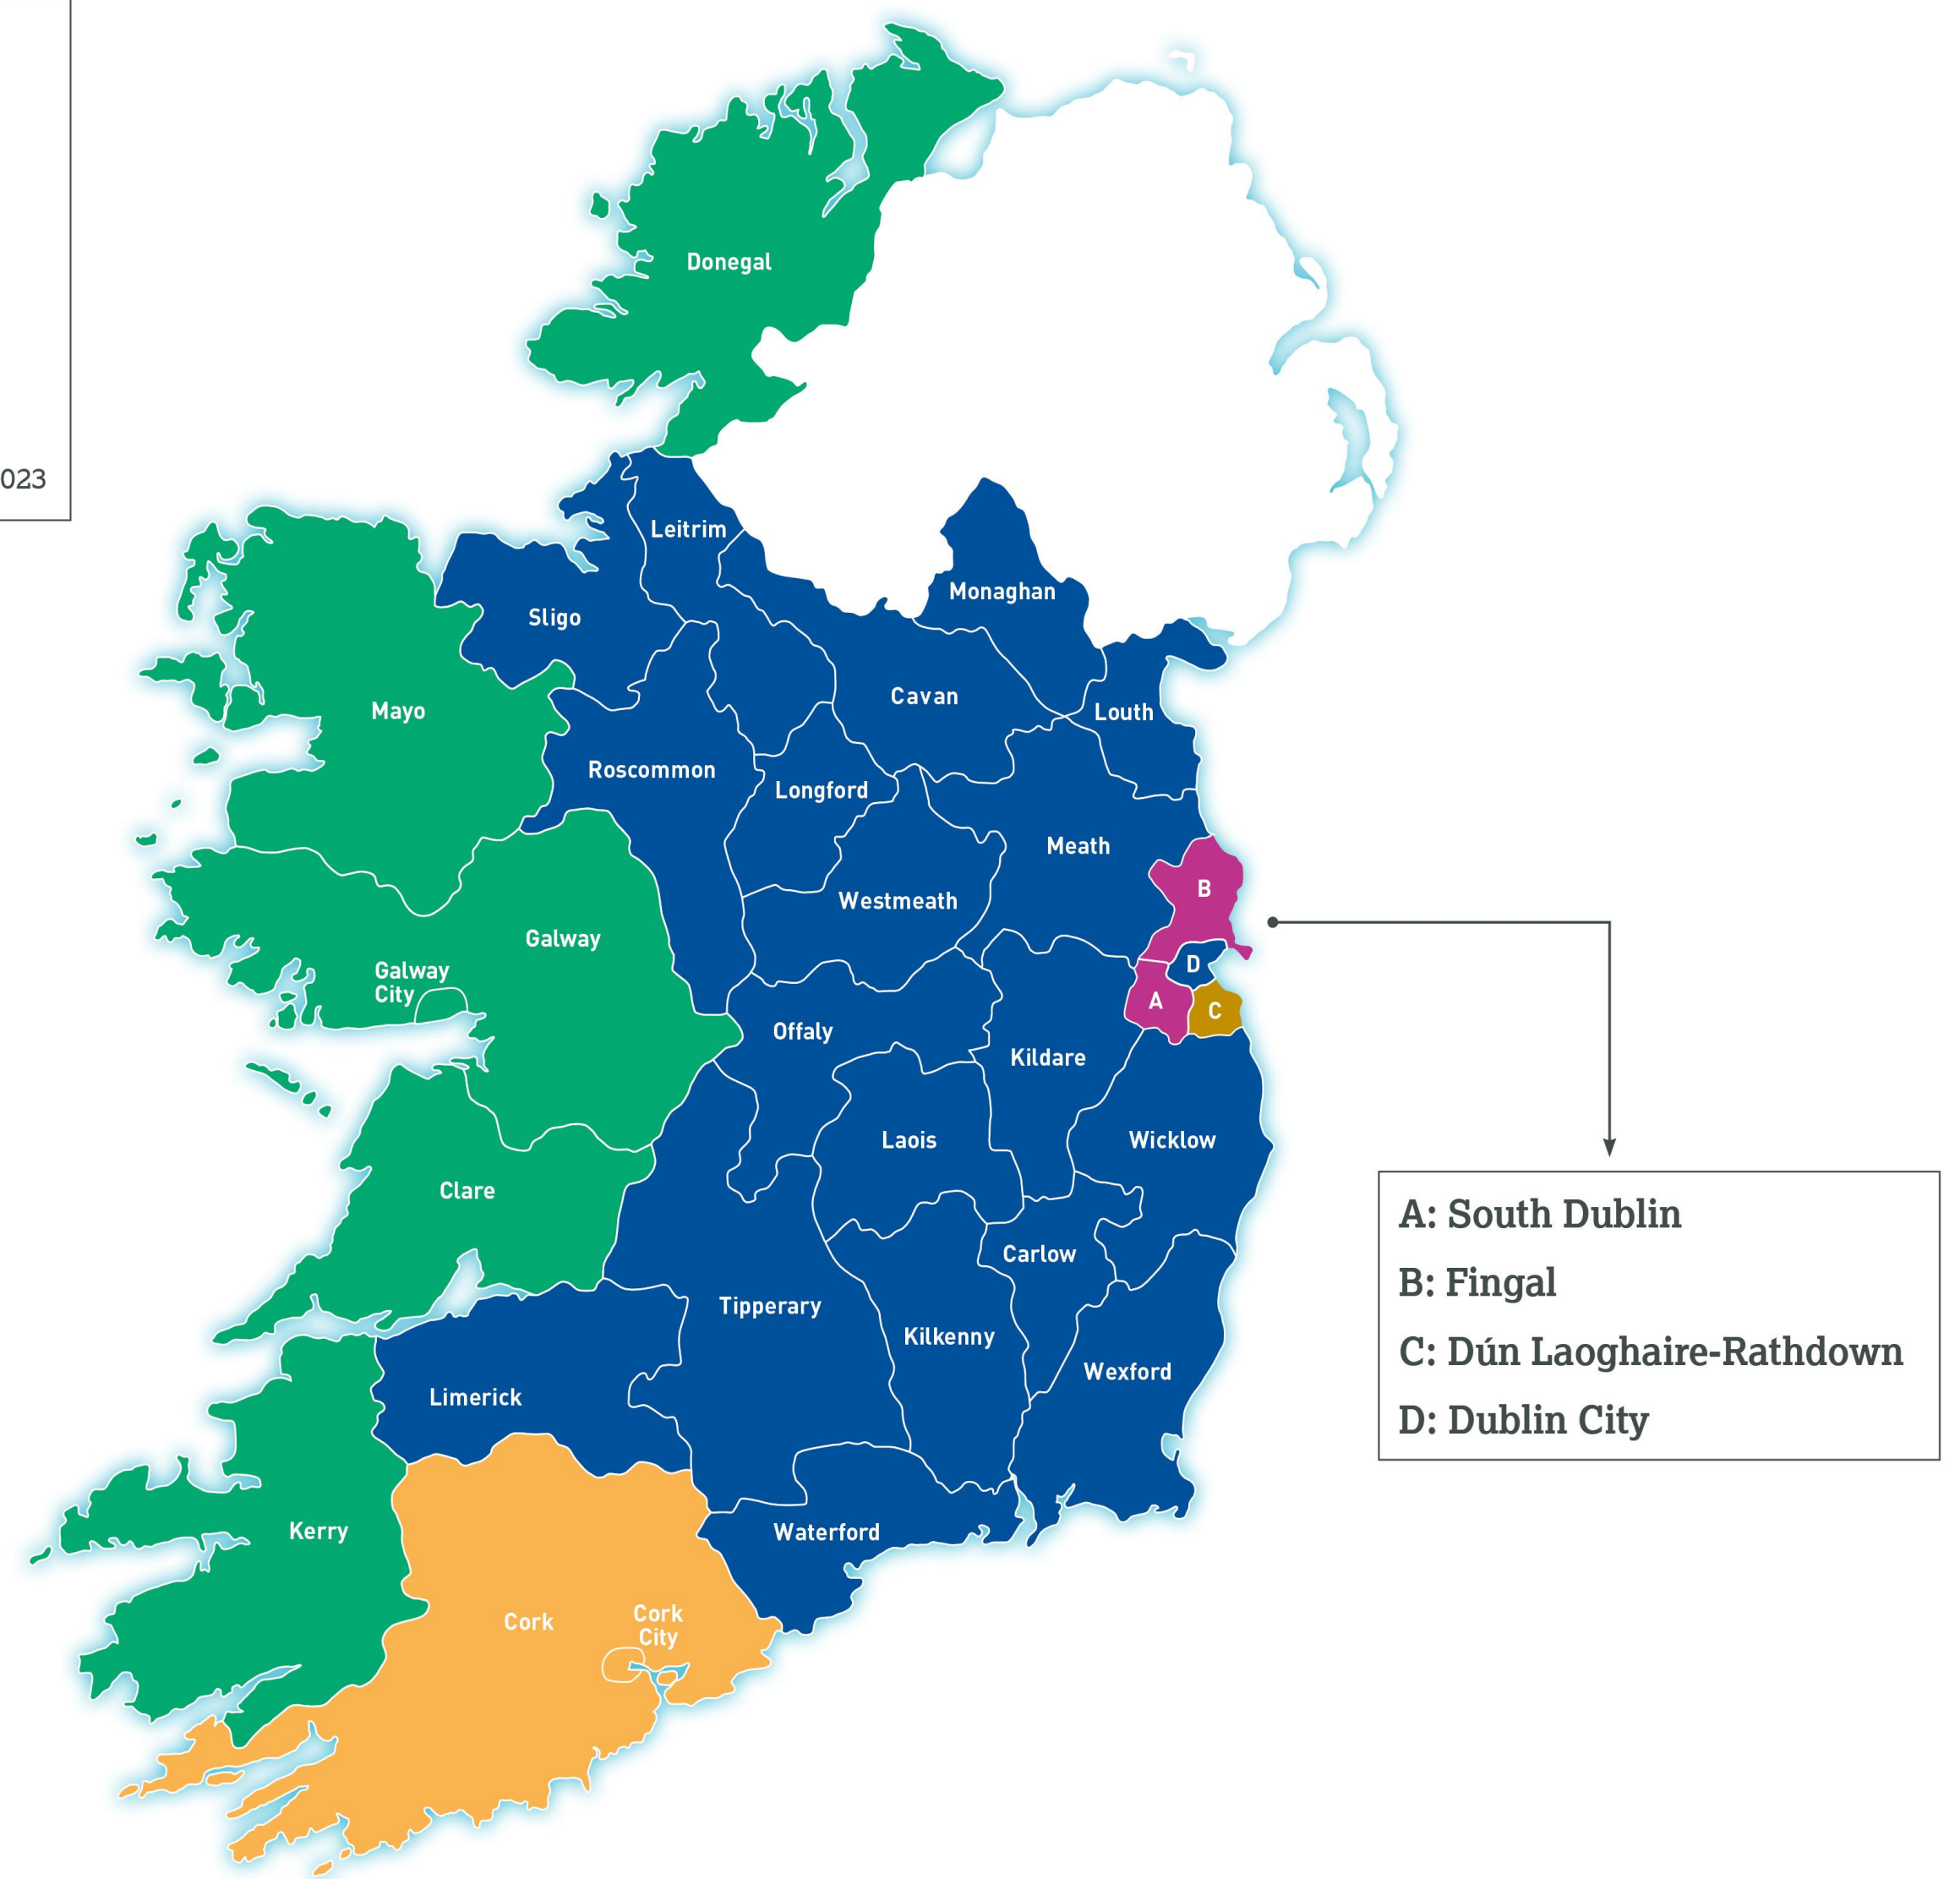 Donegal
023
Leitrim
Monaghan
Sligo
Cavan
Mayo
Louth
Roscommon
Longford
Meath
B
Westmeath
Galway
D
Galway
City
A
C
Offaly
Kildare
Laois
Wicklow
Clare
A: South Dublin
Carlow
B: Fingal
Tipperary
Kilkenny
C: Dún Laoghaire-Rathdown
Wexford
Limerick
D: Dublin City
Kerry
Waterford
Cork
Cork
City